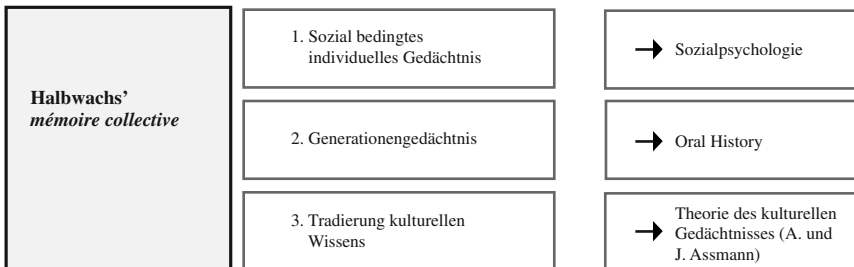 Halbwachs’
mémoire collective
1. Sozial bedingtes
individuelles Gedächtnis
→ Sozialpsychologie
2. Generationengedächtnis
→ Oral History
3. Tradierung kulturellen
Wissens
→ Theorie des kulturellen
Gedächtnisses (A. und
J. Assmann)